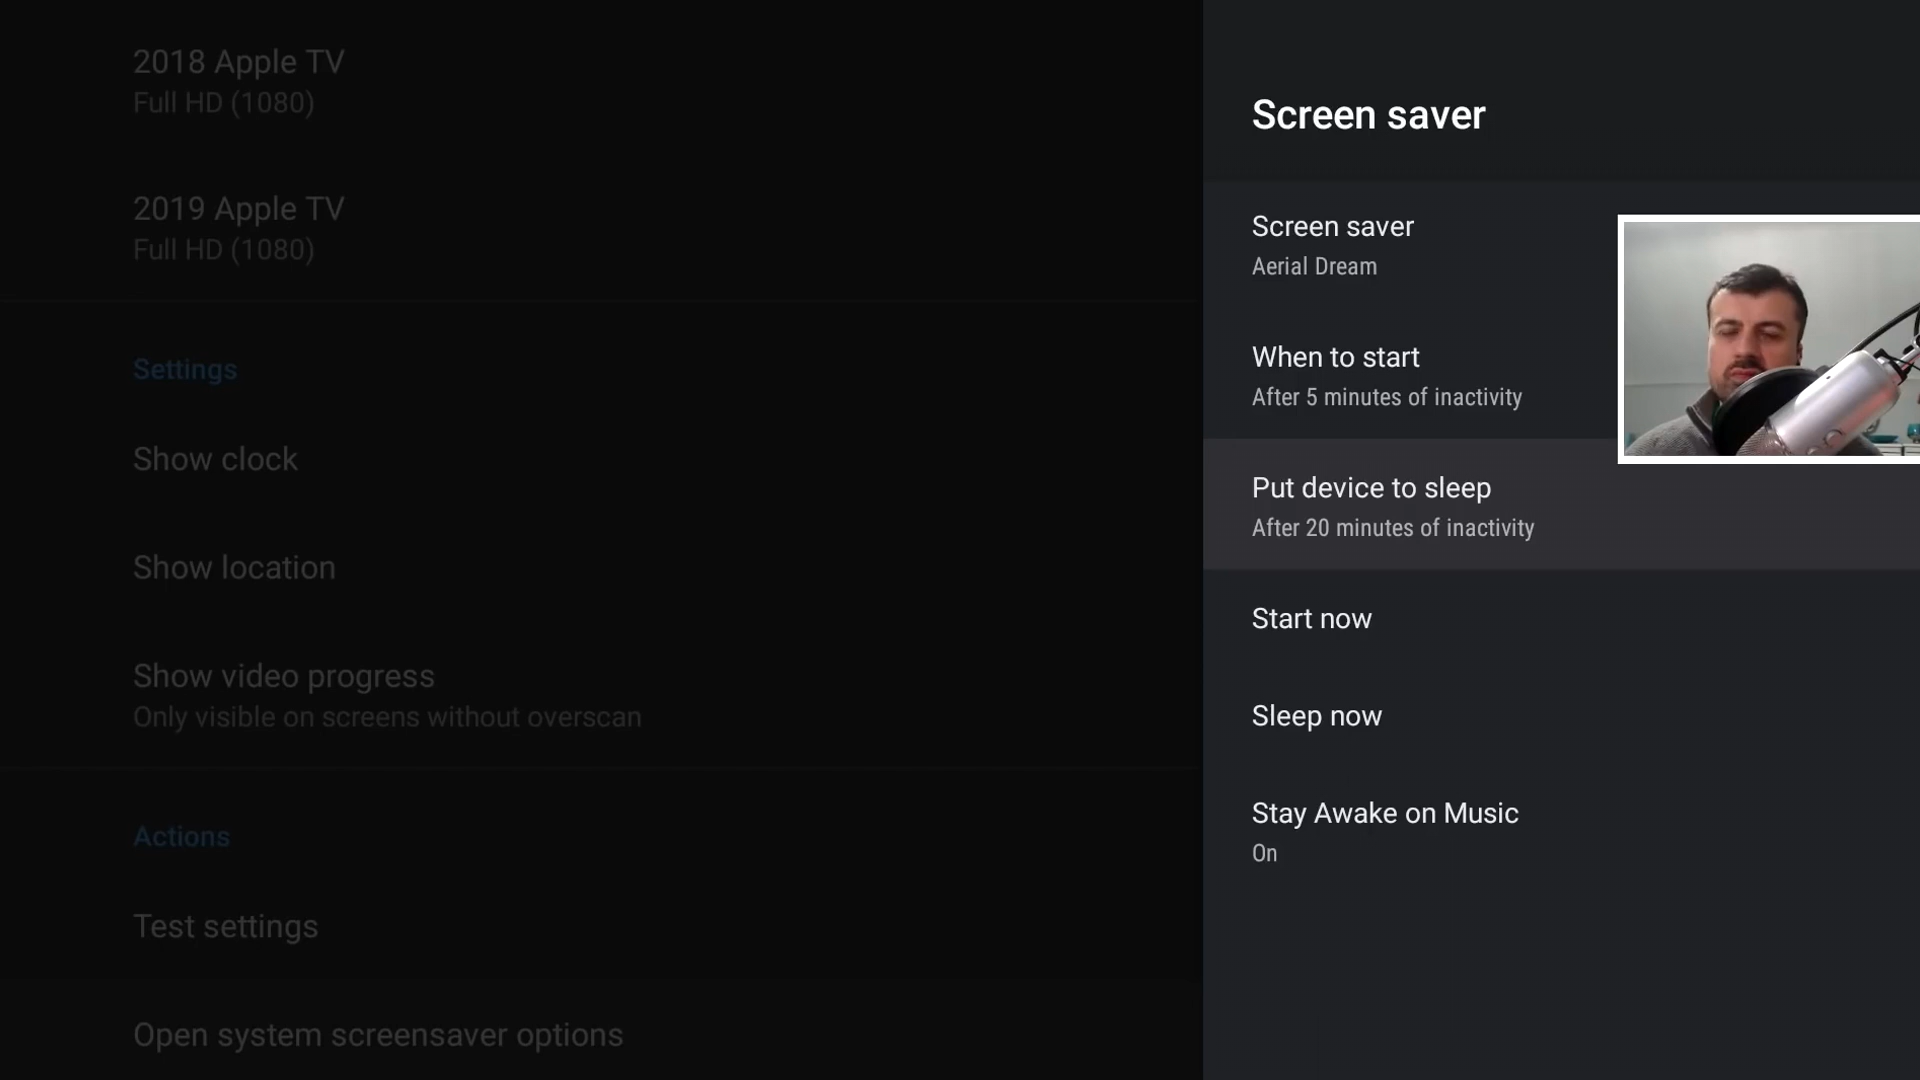 2018 Apple TV
Full HD (1080)
2019 Apple TV
Full HD (1080)
Settings
Show clock
Show location
Show video progress
Only visible on screens without overscan
Actions
Test settings
Open system screensaver options
Screen saver
Screen saver
Aerial Dream
When to start
After 5 minutes of inactivity
Put device to sleep
After 20 minutes of inactivity
Start now
Sleep now
Stay Awake on Music
On